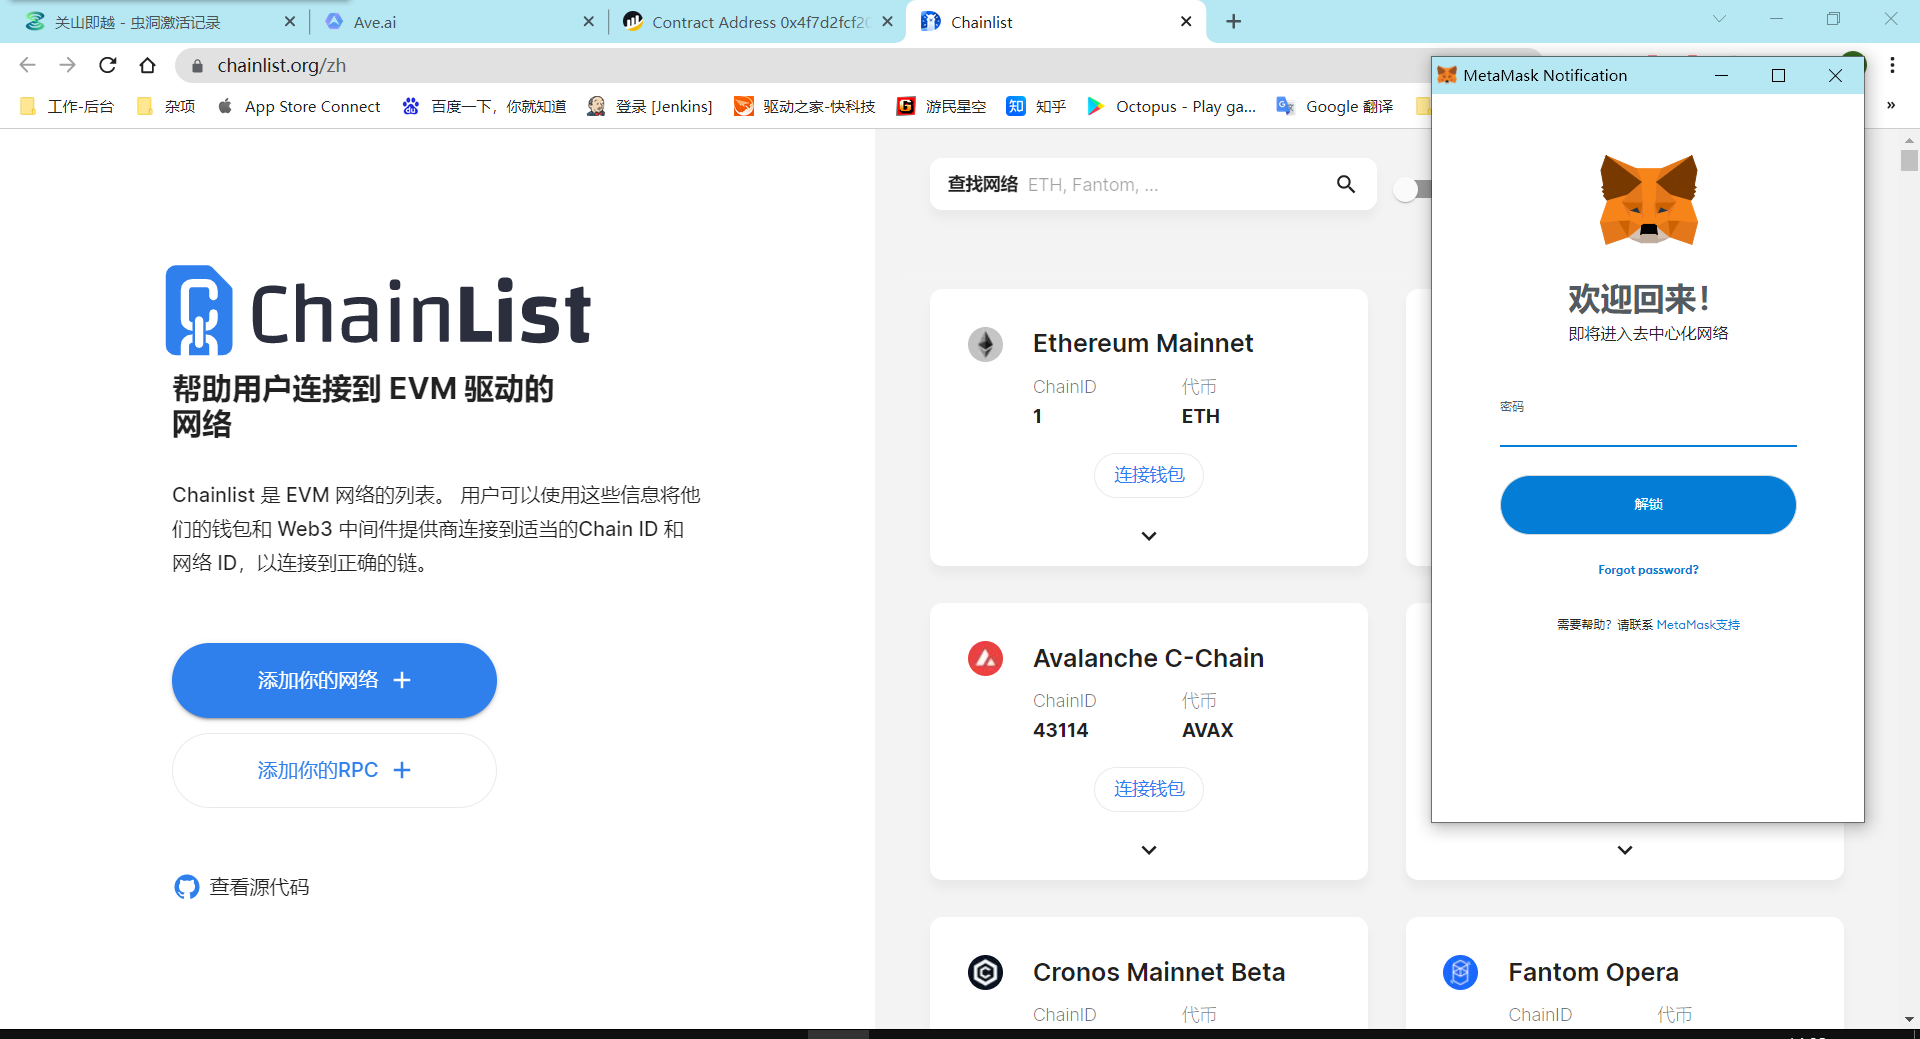 关山即越 - 虫洞激活记录
Ave.ai
Contract Address 0x4f7d2fcf2
Chainlist
chainlist.org/zh
工作-后台
杂项
App Store Connect
百度一下，你就知道
登录 [Jenkins]
驱动之家-快科技
游民星空
知乎
Octopus - Play ga...
Google 翻译
»
ChainList
帮助用户连接到 EVM 驱动的
网络
Chainlist 是 EVM 网络的列表。 用户可以使用这些信息将他
们的钱包和 Web3 中间件提供商连接到适当的Chain ID 和
网络 ID，以连接到正确的链。
添加你的网络
添加你的RPC
查看源代码
查找网络 ETH, Fantom, ...
Ethereum Mainnet
ChainID 代币
1 ETH
连接钱包
Avalanche C-Chain
ChainID 代币
43114 AVAX
连接钱包
Cronos Mainnet Beta
ChainID 代币
Fantom Opera
ChainID 代币
MetaMask Notification
欢迎回来！
即将进入去中心化网络
密码
解锁
Forgot password?
需要帮助？请联系 MetaMask支持